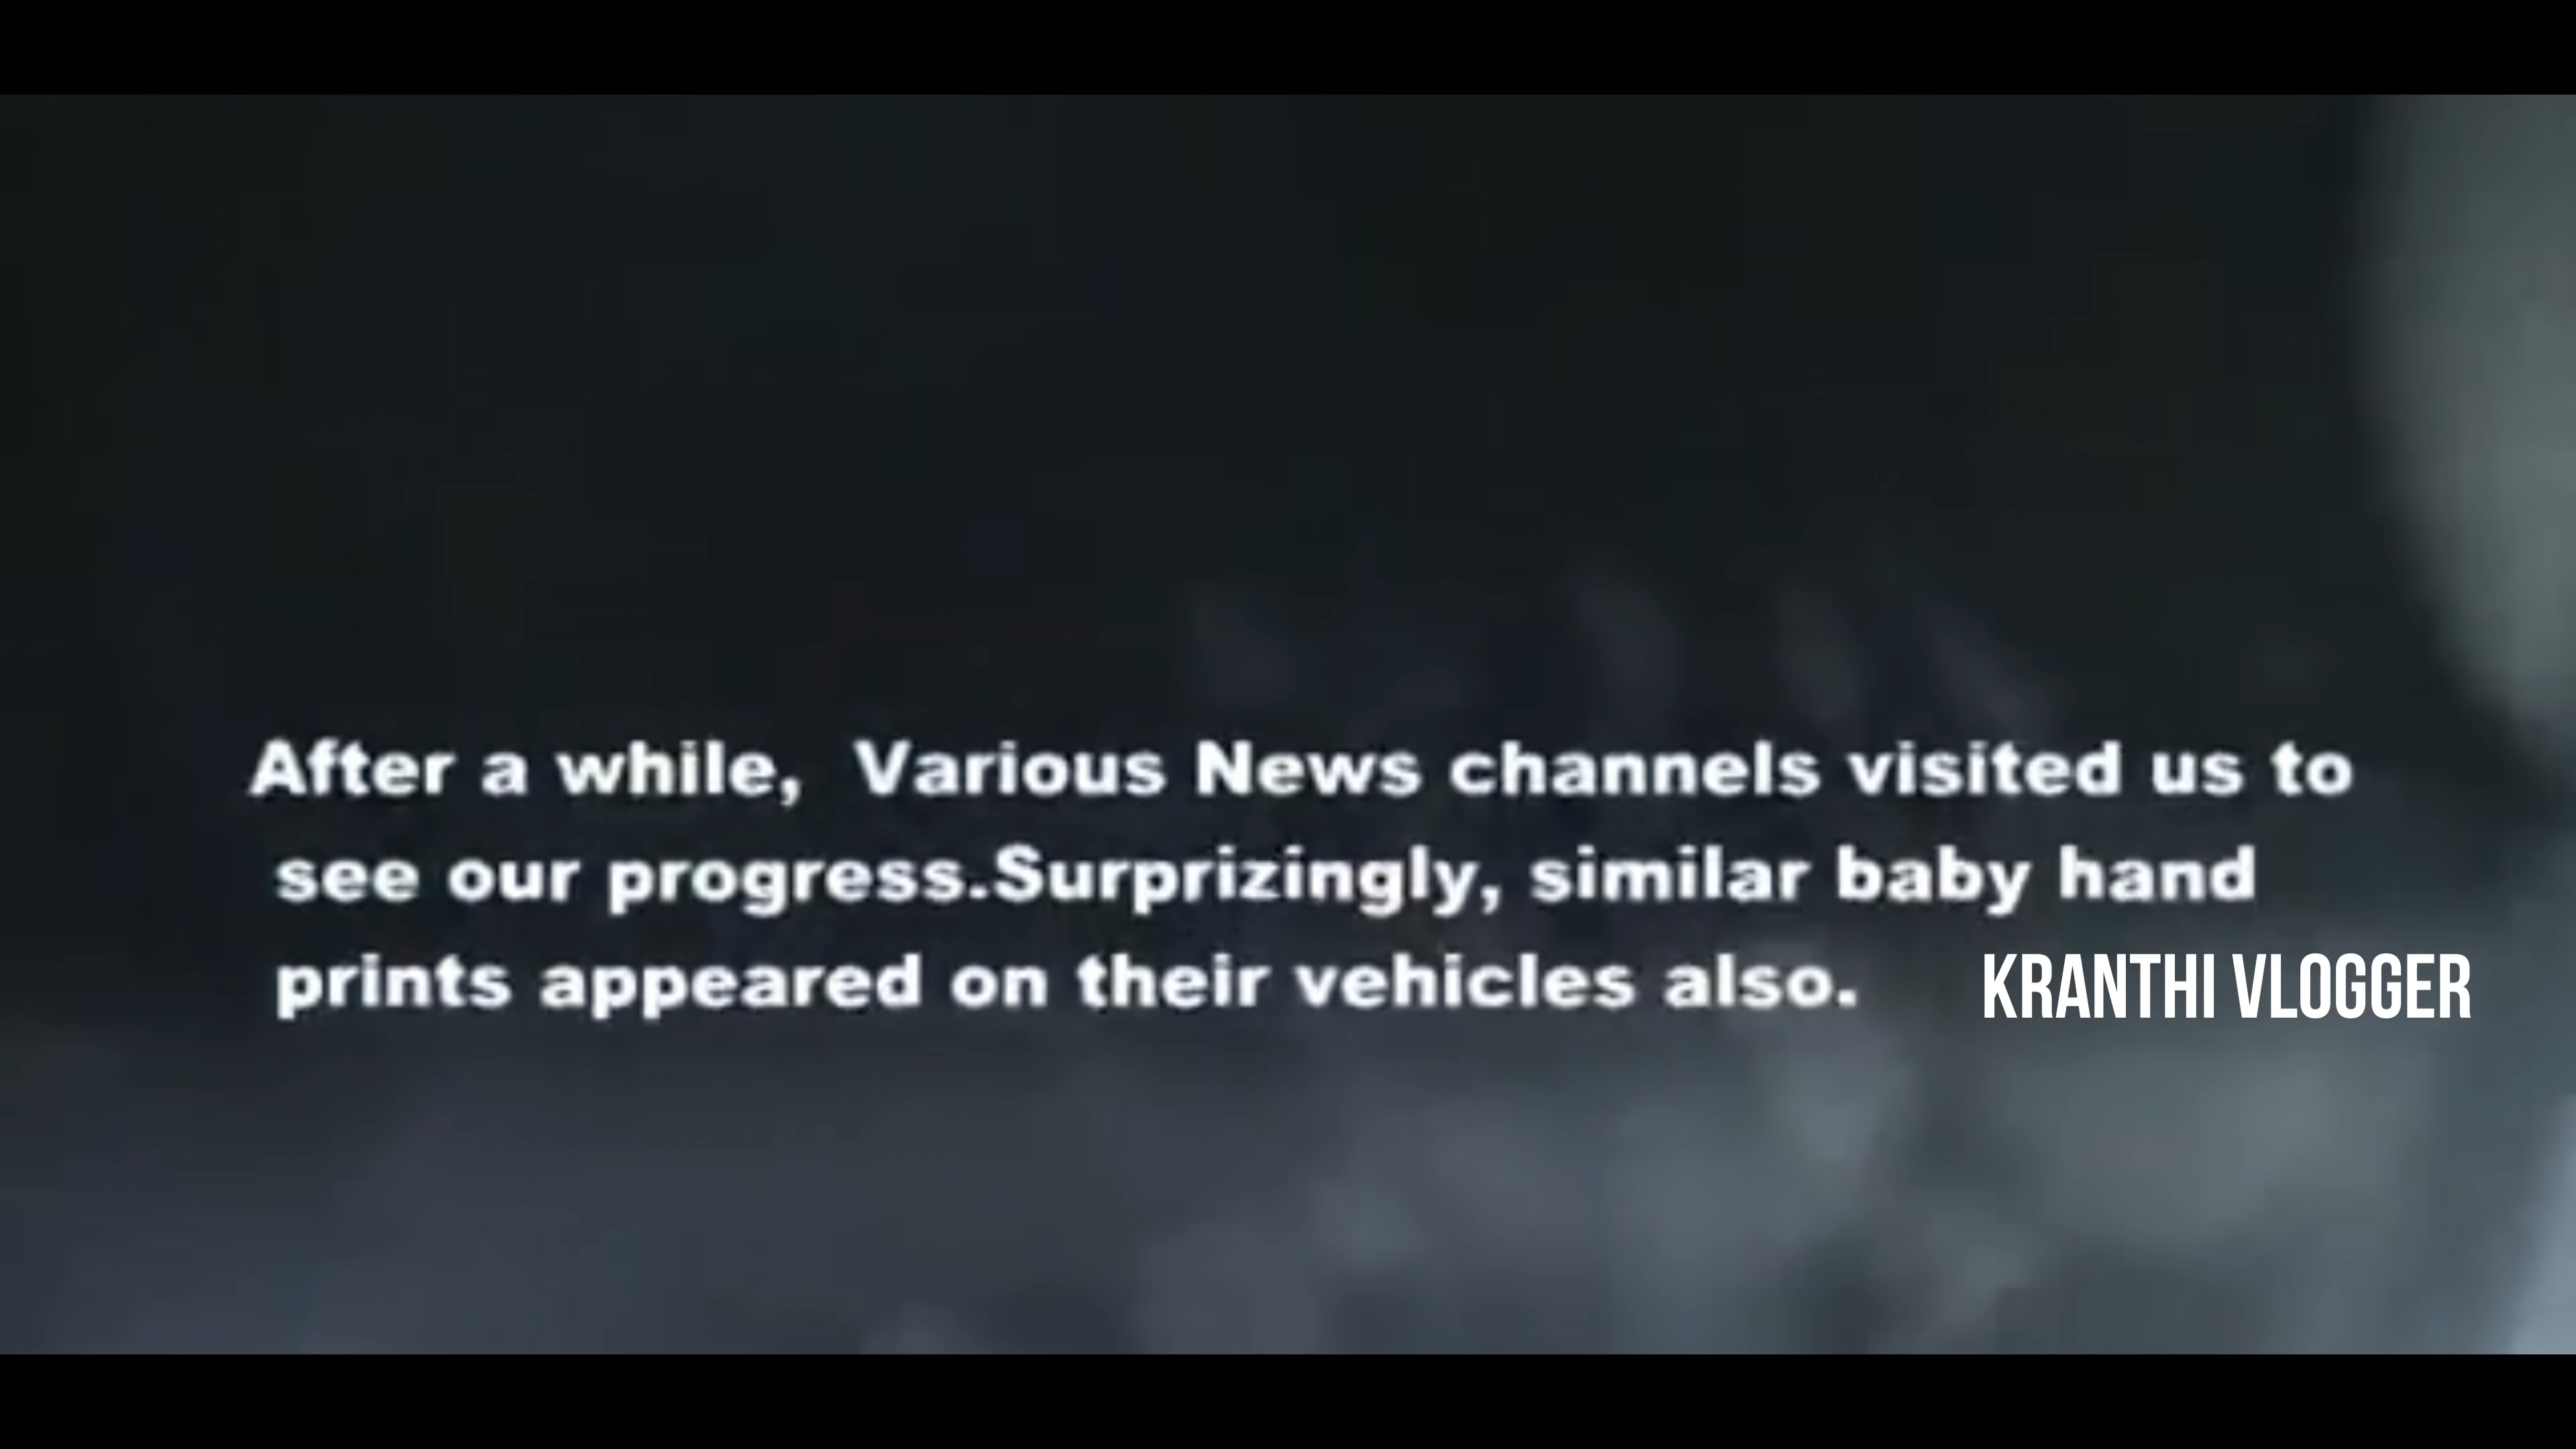 After a while,  Various News channels visited us to
see our progress.Surprizingly, similar baby hand
prints appeared on their vehicles also.
KRANTHI VLOGGER